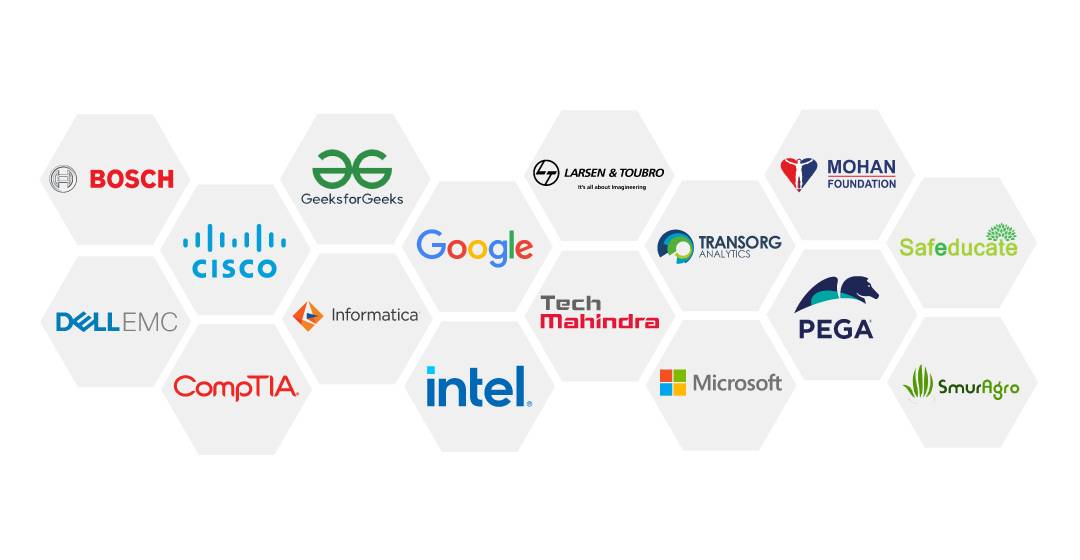 BOSCH
GeeksforGeeks
LARSEN & TOUBRO
It's all about Imagineering
MOHAN
FOUNDATION
CISCO
Google
TRANSORG
ANALYTICS
Safeducate
DELLEMC
Informatica
Tech
Mahindra
PEGA
CompTIA®
intel®
Microsoft
SmurAgro